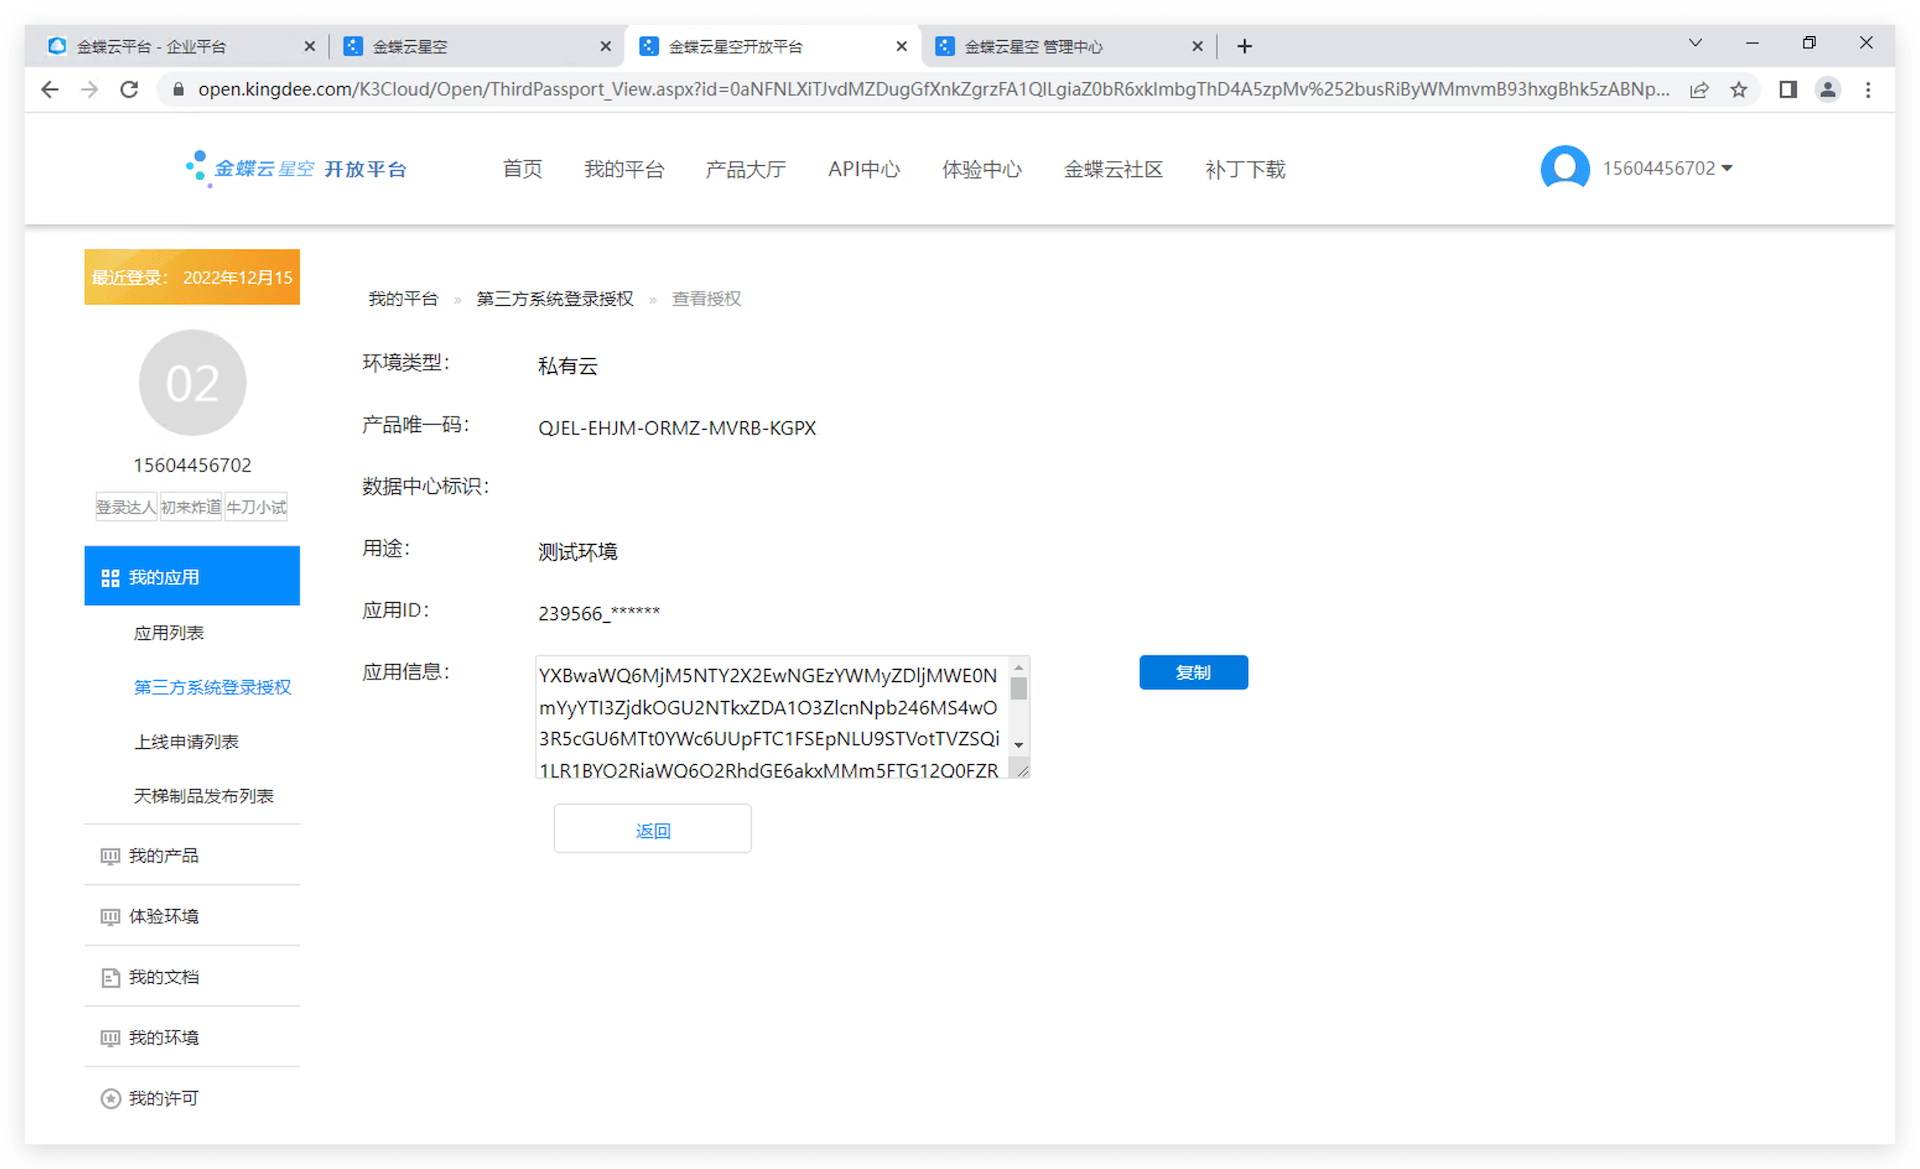 金蝶云平台 - 企业平台
金蝶云星空
金蝶云星空开放平台
金蝶云星空 管理中心
open.kingdee.com/K3Cloud/Open/ThirdPassport_View.aspx?id=0aNFNLXiTJvdMZDugGfXnkZgrzFA1QILgiaZ0bR6xkImbgThD4A5zpMv%252busRiByWMmvmB93hxgBhk5zABNp...
金蝶云 星空 开放平台
首页
我的平台
产品大厅
API中心
体验中心
金蝶云社区
补丁下载
15604456702
最近登录： 2022年12月15
02
15604456702
登录达人 初来炸道 牛刀小试
我的应用
应用列表
第三方系统登录授权
上线申请列表
天梯制品发布列表
我的产品
体验环境
我的文档
我的环境
我的许可
我的平台 » 第三方系统登录授权 » 查看授权
环境类型： 私有云
产品唯一码： QJEL-EHJM-ORMZ-MVRB-KGPX
数据中心标识：
用途： 测试环境
应用ID： 239566_******
应用信息：
YXBwaWQ6MjM5NTY2X2EwNGEzYWMyZDljMWE0N
mYyYTI3ZjdkOGU2NTkxZDA1O3ZlcnNpb246MS4wO
3R5cGU6MTt0YWc6UUpFTC1FSEpNLU9STVotTVZSQi
1LR1BYO2RiaWQ6O2RhdGE6akxMMm5FTG12Q0FZR
复制
返回